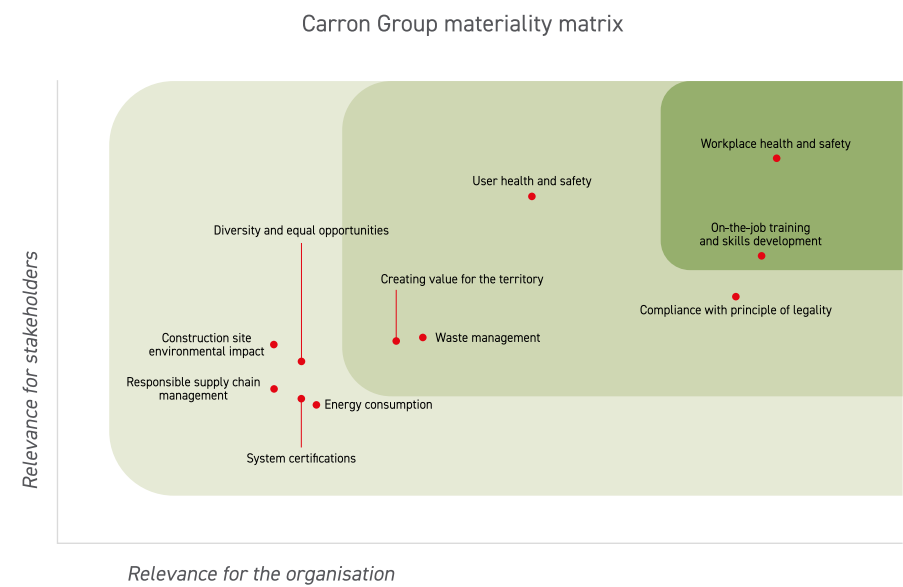 Carron Group materiality matrix
Workplace health and safety
User health and safety
On-the-job training
and skills development
Diversity and equal opportunities
Creating value for the territory
Compliance with principle of legality
Construction site
environmental impact
Waste management
Responsible supply chain
management
Energy consumption
System certifications
Relevance for stakeholders
Relevance for the organisation